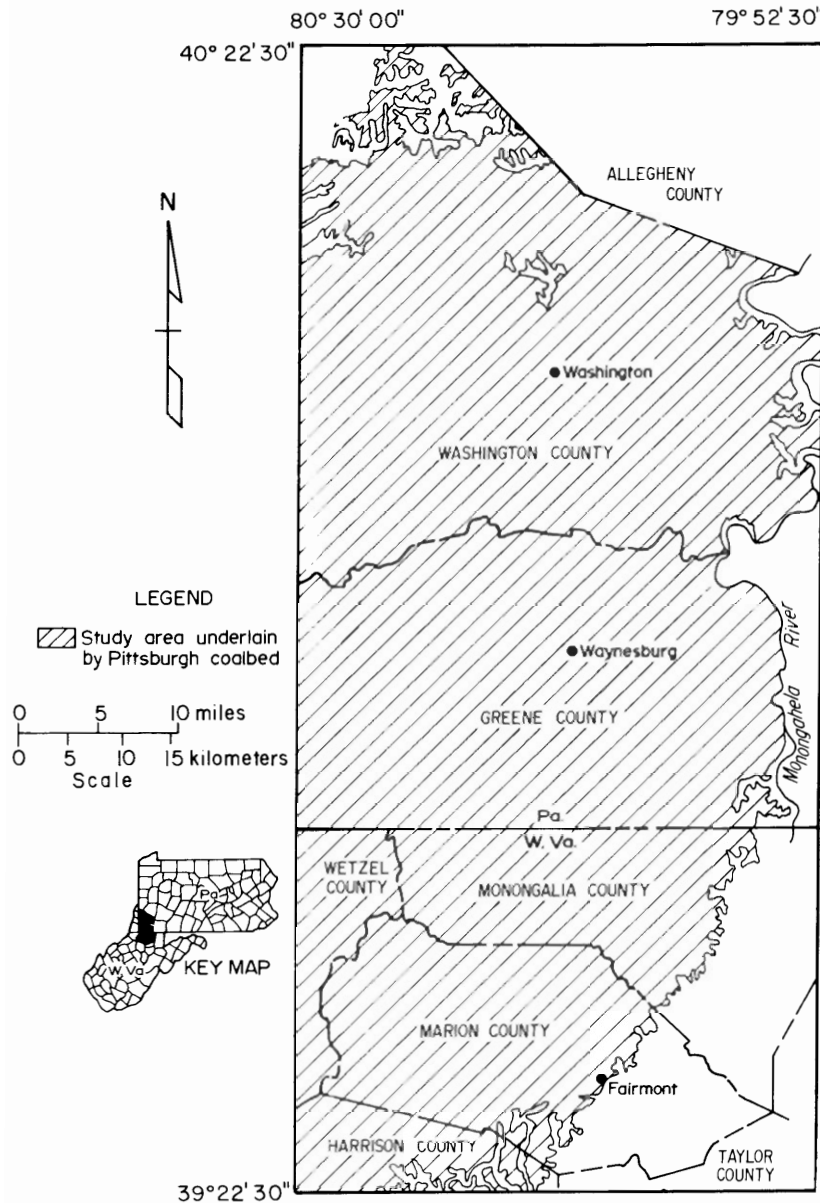 80° 30' 00"
79° 52' 30"
40° 22' 30"
ALLEGHENY
COUNTY
N
Washington
WASHINGTON COUNTY
LEGEND
Study area underlain
by Pittsburgh coalbed
Waynesburg
Monongahela River
GREENE COUNTY
0 5 10 miles
0 5 10 15 kilometers
Scale
Pa.
W. Va.
WETZEL
COUNTY
MONONGALIA COUNTY
Pa
W. Va
KEY MAP
MARION COUNTY
Fairmont
HARRISON COUNTY
TAYLOR
COUNTY
39° 22' 30"